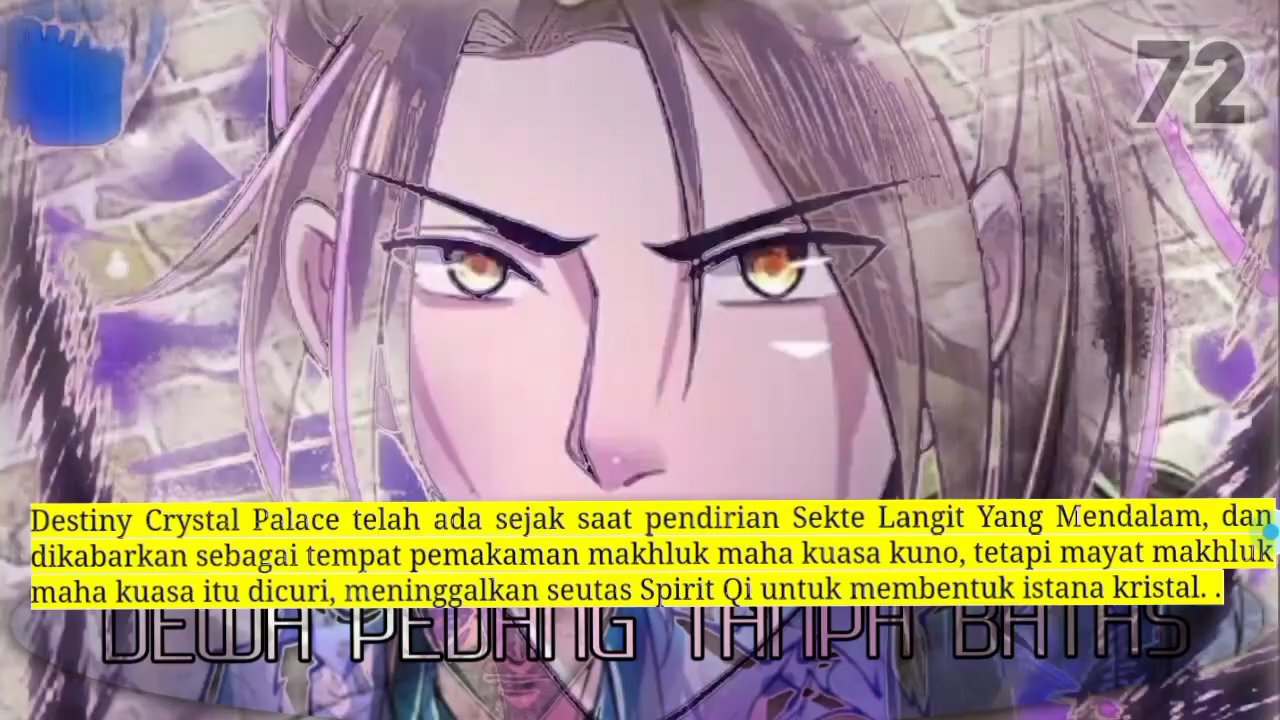 72
Destiny Crystal Palace telah ada sejak saat pendirian Sekte Langit Yang Mendalam, dan
dikabarkan sebagai tempat pemakaman makhluk maha kuasa kuno, tetapi mayat makhluk
maha kuasa itu dicuri, meninggalkan seutas Spirit Qi untuk membentuk istana kristal. .
DEWA PEDANG TANPA BATAS